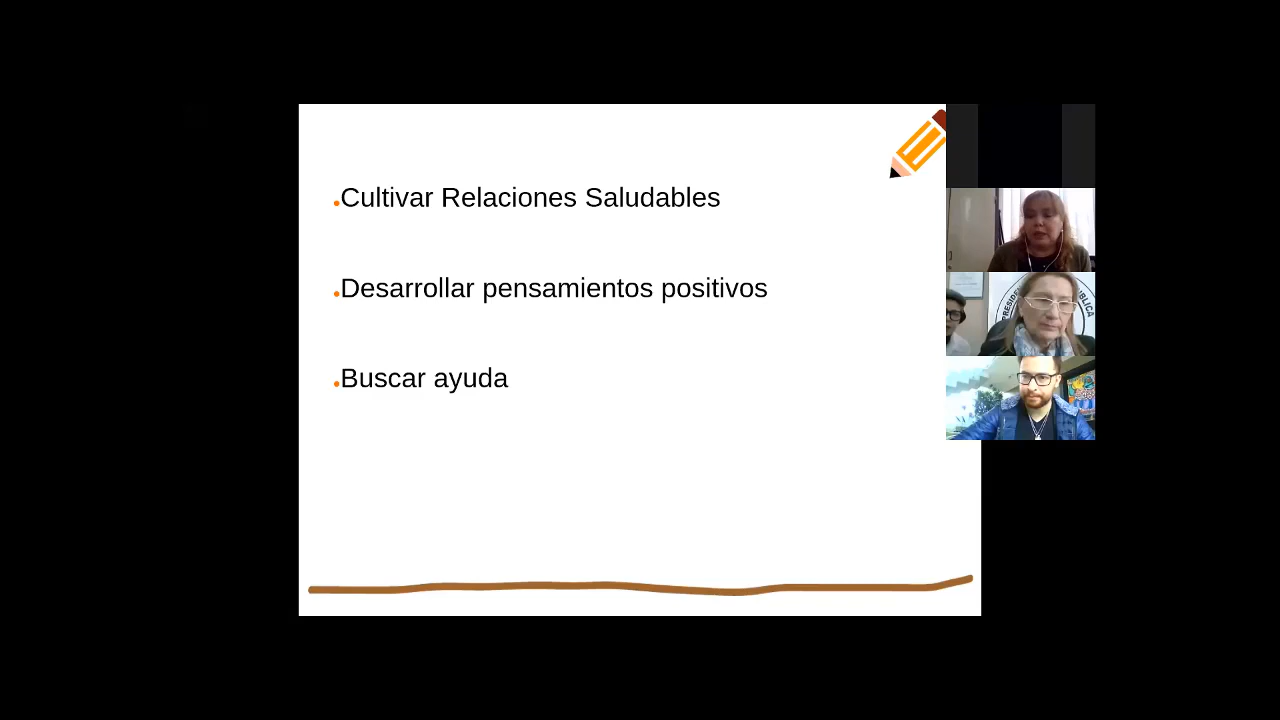 Cultivar Relaciones Saludables
Desarrollar pensamientos positivos
Buscar ayuda